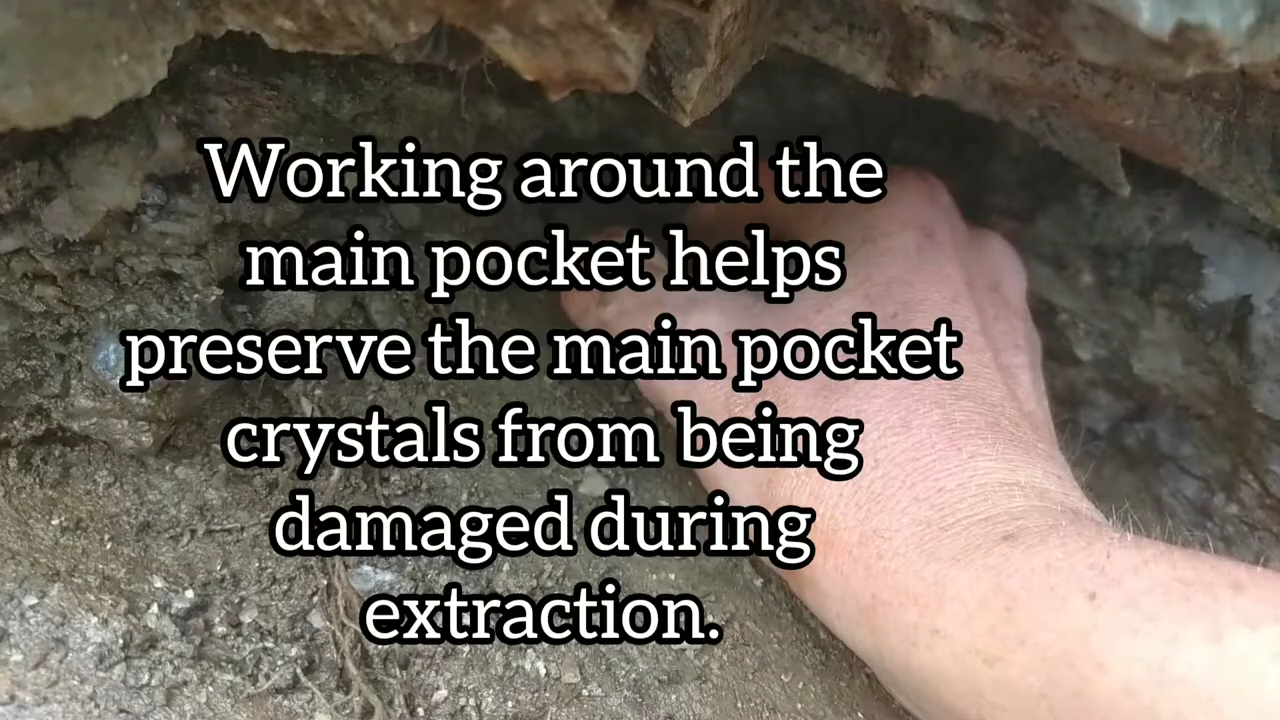 Working around the
main pocket helps
preserve the main pocket
crystals from being
damaged during
extraction.